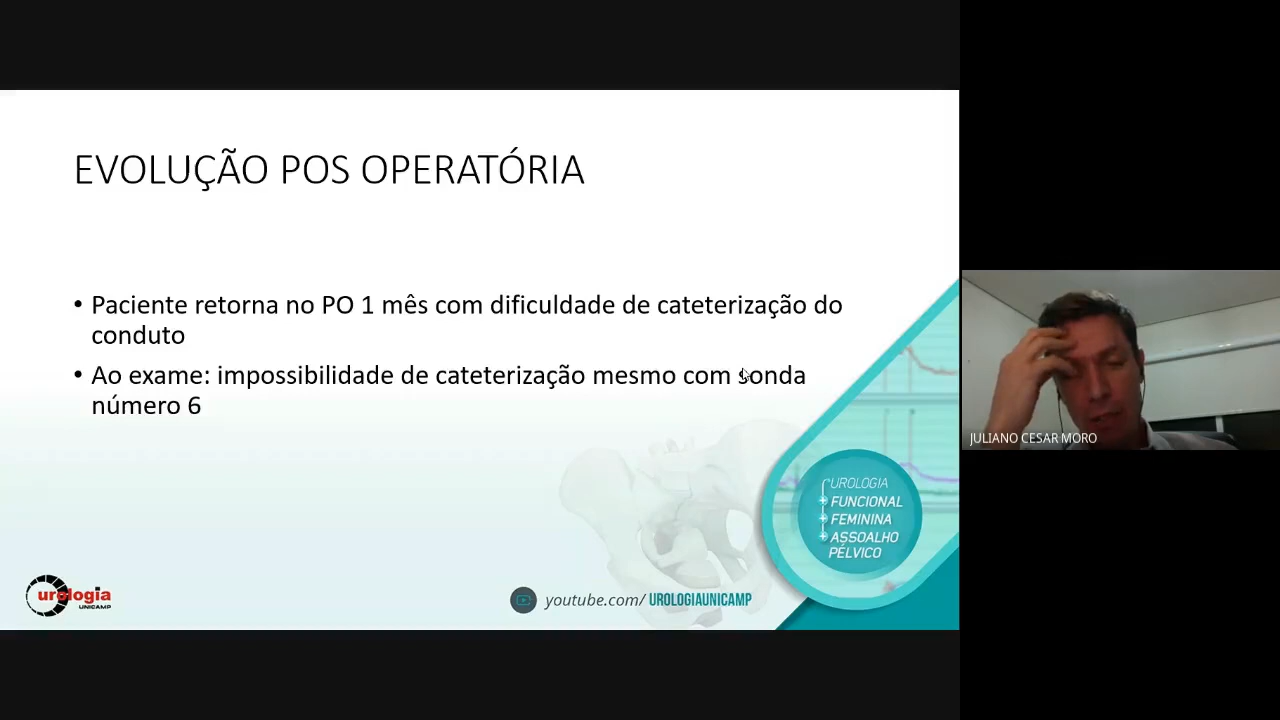 EVOLUÇÃO POS OPERATÓRIA
• Paciente retorna no PO 1 mês com dificuldade de cateterização do
conduto
• Ao exame: impossibilidade de cateterização mesmo com sonda
número 6
JULIANO CESAR MORO
UROLOGIA
FUNCIONAL
FEMININA
ASSOALHO
PÉLVICO
urologia
UNICAMP
youtube.com/ UROLOGIAUNICAMP